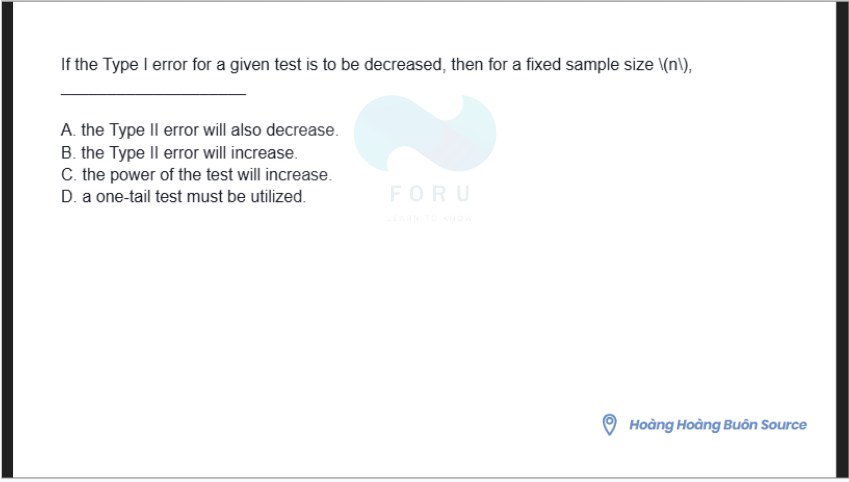 If the Type I error for a given test is to be decreased, then for a fixed sample size \(n\),
____________________
A. the Type II error will also decrease.
B. the Type II error will increase.
C. the power of the test will increase.
D. a one-tail test must be utilized.
FORU
Hoàng Hoàng Buôn Source